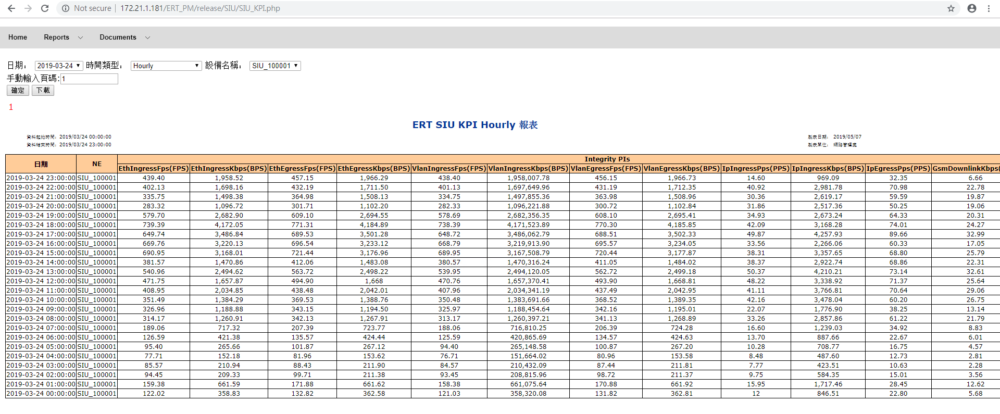 Not secure | 172.21.1.181/ERT_PM/release/SIU/SIU_KPI.php
Home Reports Documents
日期： 2019-03-24 時間類型： Hourly 設備名稱： SIU_100001
手動輸入頁碼:1
確定 下載
1
ERT SIU KPI Hourly 報表
資料起始時間： 2019/03/24 00:00:00 製表日期： 2019/05/07
資料結束時間： 2019/03/24 23:00:00 製表單位： 網路管理處
日期 NE Integrity PIs
EthIngressFps(FPS) EthIngressKbps(BPS) EthEgressFps(FPS) EthEgressKbps(BPS) VlanIngressFps(FPS) VlanIngressKbps(BPS) VlanEgressFps(FPS) VlanEgressKbps(BPS) IpIngressPps(PPS) IpIngressKbps(BPS) IpEgressPps(PPS) GsmDownlinkKbps(
2019-03-24 23:00:00 SIU_100001 439.40 1,958.52 457.15 1,966.29 438.40 1,958,007.78 456.15 1,966.73 14.60 969.09 32.35 6.66
2019-03-24 22:00:00 SIU_100001 402.13 1,698.16 432.19 1,711.50 401.13 1,697,649.96 431.19 1,712.35 40.92 2,981.78 70.98 22.78
2019-03-24 21:00:00 SIU_100001 335.75 1,498.38 364.98 1,508.13 334.75 1,497,855.36 363.98 1,508.96 30.36 2,619.17 59.59 19.87
2019-03-24 20:00:00 SIU_100001 283.32 1,096.72 301.71 1,102.20 282.33 1,096,221.88 300.72 1,102.84 31.86 2,517.36 50.25 19.06
2019-03-24 19:00:00 SIU_100001 579.70 2,682.90 609.10 2,694.55 578.69 2,682,356.35 608.10 2,695.41 34.93 2,673.24 64.33 20.31
2019-03-24 18:00:00 SIU_100001 739.39 4,172.05 771.31 4,184.89 738.39 4,171,523.89 770.30 4,185.85 42.09 3,168.28 74.01 24.27
2019-03-24 17:00:00 SIU_100001 649.74 3,486.84 689.53 3,501.28 648.72 3,486,062.79 688.51 3,502.33 49.87 4,257.93 89.66 32.99
2019-03-24 16:00:00 SIU_100001 669.76 3,220.13 696.54 3,233.12 668.79 3,219,913.90 695.57 3,234.05 33.56 2,266.06 60.33 17.05
2019-03-24 15:00:00 SIU_100001 690.95 3,168.01 721.44 3,176.96 689.95 3,167,508.79 720.44 3,177.87 38.31 3,357.65 68.80 25.79
2019-03-24 14:00:00 SIU_100001 381.57 1,470.86 412.06 1,483.08 380.57 1,470,316.24 411.05 1,484.02 38.37 2,922.74 68.86 22.31
2019-03-24 13:00:00 SIU_100001 540.96 2,494.62 563.72 2,498.22 539.95 2,494,120.05 562.72 2,499.18 50.37 4,210.21 73.14 32.61
2019-03-24 12:00:00 SIU_100001 471.75 1,657.87 494.90 1,668 470.76 1,657,370.41 493.90 1,668.81 48.22 3,338.92 71.37 25.64
2019-03-24 11:00:00 SIU_100001 408.95 2,034.85 438.48 2,042.01 407.96 2,034,341.19 437.49 2,042.95 41.11 3,766.81 70.64 29.06
2019-03-24 10:00:00 SIU_100001 351.49 1,384.29 369.53 1,388.76 350.48 1,383,691.66 368.52 1,389.35 42.16 3,478.04 60.20 26.75
2019-03-24 09:00:00 SIU_100001 326.96 1,188.88 343.15 1,194.50 325.97 1,188,454.64 342.16 1,195.01 22.07 1,776.90 38.25 13.14
2019-03-24 08:00:00 SIU_100001 314.17 1,260.91 342.13 1,267.91 313.17 1,260,397.21 341.13 1,268.89 33.26 2,857.86 61.22 21.79
2019-03-24 07:00:00 SIU_100001 189.06 717.32 207.39 723.77 188.06 716,810.25 206.39 724.28 16.60 1,239.03 34.92 8.83
2019-03-24 06:00:00 SIU_100001 126.59 421.38 135.57 424.44 125.59 420,865.69 134.57 424.63 13.70 887.66 22.67 6.01
2019-03-24 05:00:00 SIU_100001 95.40 265.66 101.87 267.12 94.40 265,148.58 100.87 267.20 10.28 708.77 16.75 4.57
2019-03-24 04:00:00 SIU_100001 77.71 152.18 81.96 153.62 76.71 151,664.02 80.96 153.58 8.48 487.60 12.73 2.81
2019-03-24 03:00:00 SIU_100001 85.57 210.94 88.43 211.90 84.57 210,432.09 87.44 211.81 7.77 423.51 10.63 2.28
2019-03-24 02:00:00 SIU_100001 94.45 209.33 99.71 211.38 93.45 208,815.96 98.72 211.37 9.75 584.35 15.01 3.56
2019-03-24 01:00:00 SIU_100001 159.38 661.59 171.88 661.62 158.38 661,075.64 170.88 661.92 15.95 1,717.46 28.45 12.62
2019-03-24 00:00:00 SIU_100001 122.02 358.83 132.82 362.58 121.03 358,320.08 131.82 362.81 12 846.51 22.80 5.68